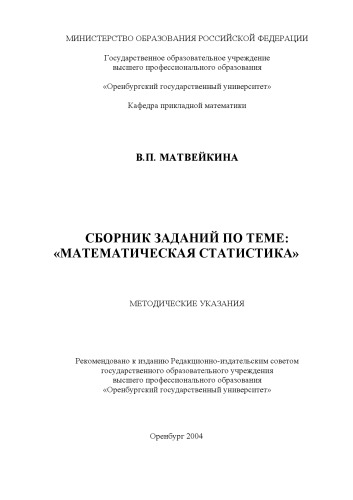 МИНИСТЕРСТВО ОБРАЗОВАНИЯ РОССИЙСКОЙ ФЕДЕРАЦИИ
Государственное образовательное учреждение
высшего профессионального образования
«Оренбургский государственный университет»
Кафедра прикладной математики
В.П. МАТВЕЙКИНА
СБОРНИК ЗАДАНИЙ ПО ТЕМЕ:
«МАТЕМАТИЧЕСКАЯ СТАТИСТИКА»
МЕТОДИЧЕСКИЕ УКАЗАНИЯ
Рекомендовано к изданию Редакционно-издательским советом
государственного образовательного учреждения
высшего профессионального образования
«Оренбургский государственный университет»
Оренбург 2004